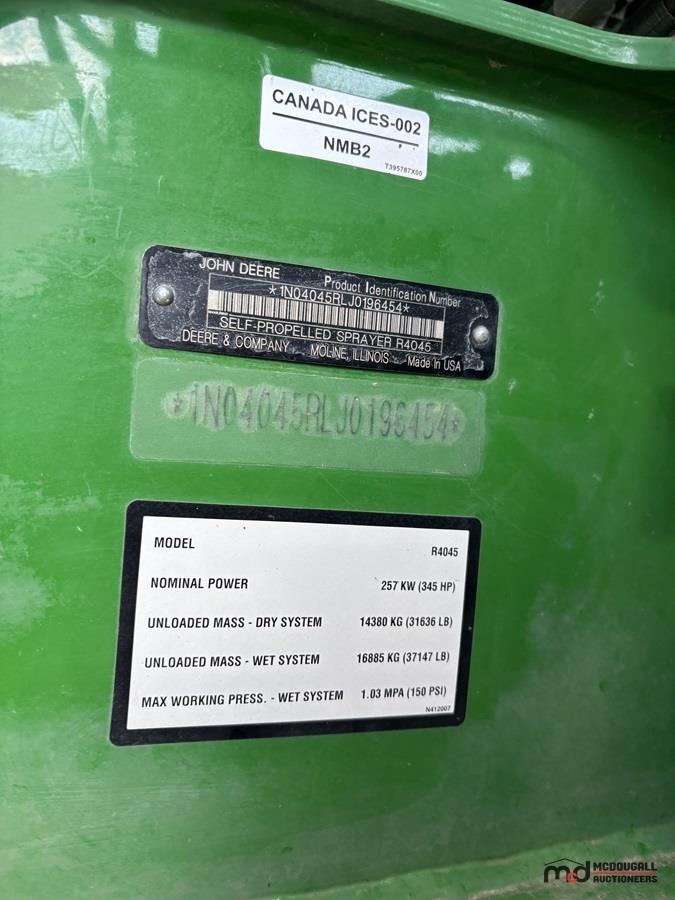 CANADA ICES-002
NMB2
T395787X00
JOHN DEERE Product Identification Number
*1N04045RLJ0196454*
SELF-PROPELLED SPRAYER R4045
DEERE & COMPANY MOLINE, ILLINOIS Made in USA
*1N04045RLJ0196454*
MODEL R4045
NOMINAL POWER 257 KW (345 HP)
UNLOADED MASS - DRY SYSTEM 14380 KG (31636 LB)
UNLOADED MASS - WET SYSTEM 16885 KG (37147 LB)
MAX WORKING PRESS. - WET SYSTEM 1.03 MPA (150 PSI)
N412007
md MCDOUGALL
AUCTIONEERS